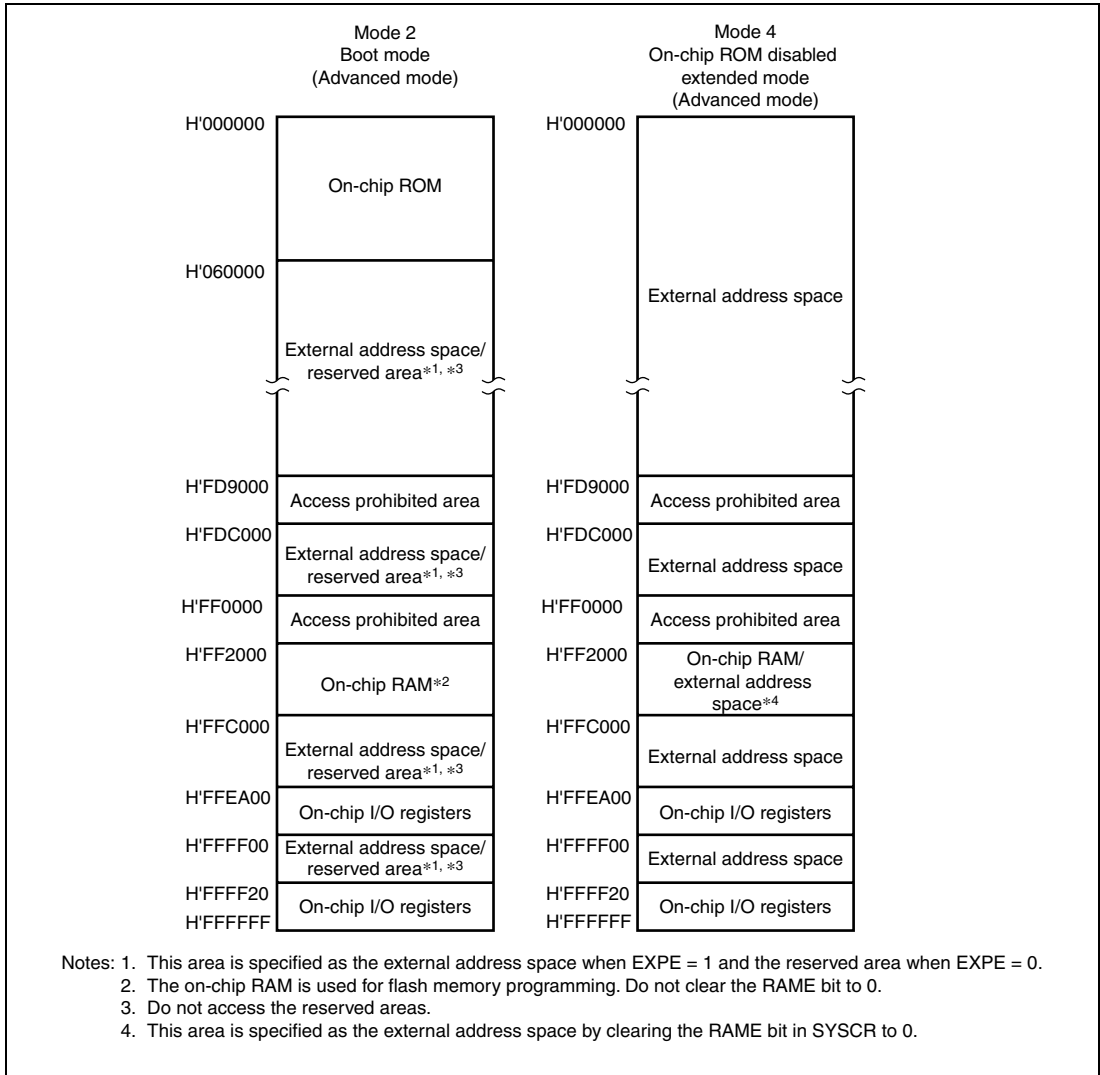 Mode 2
Boot mode
(Advanced mode)
H'000000
On-chip ROM
H'060000
External address space/
reserved area*1, *3
H'FD9000
Access prohibited area
H'FDC000
External address space/
reserved area*1, *3
H'FF0000
Access prohibited area
H'FF2000
On-chip RAM*2
H'FFC000
External address space/
reserved area*1, *3
H'FFEA00
On-chip I/O registers
H'FFFF00
External address space/
reserved area*1, *3
H'FFFF20
On-chip I/O registers
H'FFFFFF
Mode 4
On-chip ROM disabled
extended mode
(Advanced mode)
H'000000
External address space
H'FD9000
Access prohibited area
H'FDC000
External address space
H'FF0000
Access prohibited area
H'FF2000
On-chip RAM/
external address
space*4
H'FFC000
External address space
H'FFEA00
On-chip I/O registers
H'FFFF00
External address space
H'FFFF20
On-chip I/O registers
H'FFFFFF
Notes: 1. This area is specified as the external address space when EXPE = 1 and the reserved area when EXPE = 0.
2. The on-chip RAM is used for flash memory programming. Do not clear the RAME bit to 0.
3. Do not access the reserved areas.
4. This area is specified as the external address space by clearing the RAME bit in SYSCR to 0.